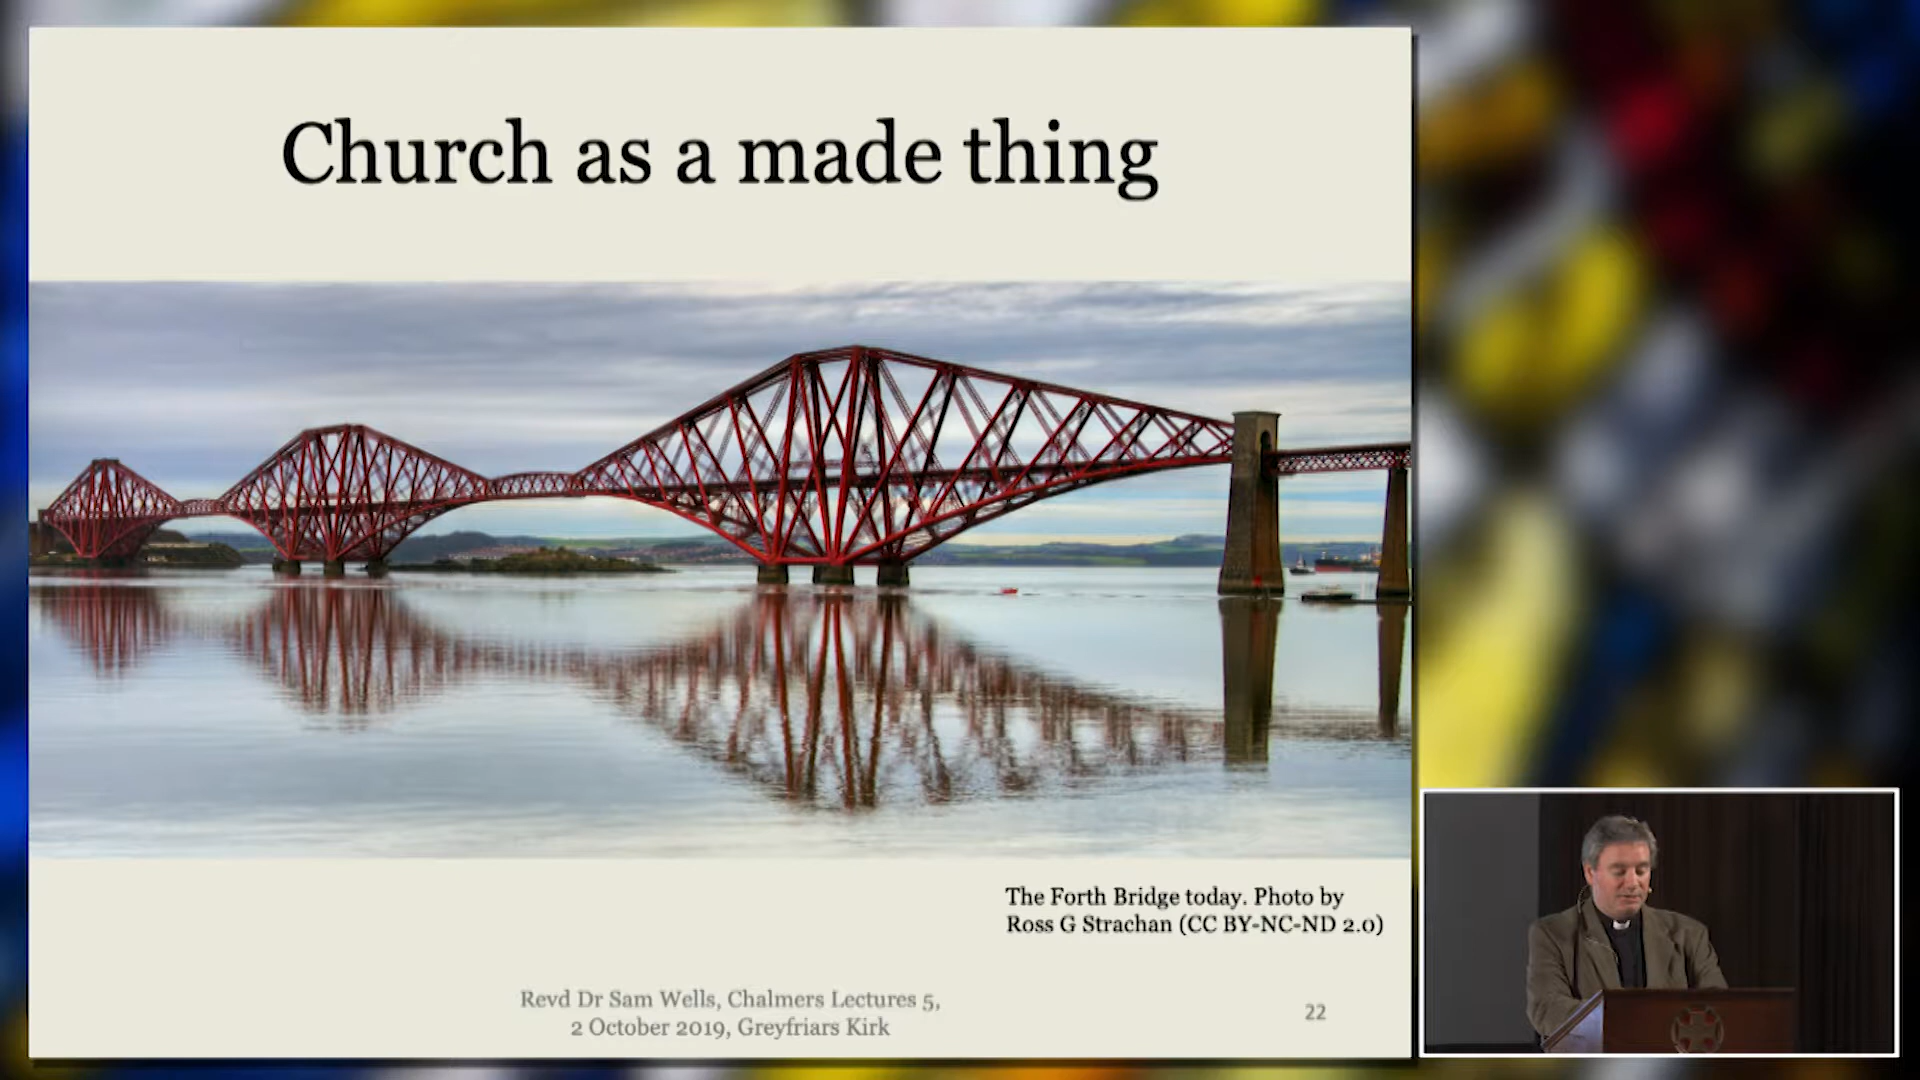 Church as a made thing
The Forth Bridge today. Photo by
Ross G Strachan (CC BY-NC-ND 2.0)
Revd Dr Sam Wells, Chalmers Lectures 5,
2 October 2019, Greyfriars Kirk
22